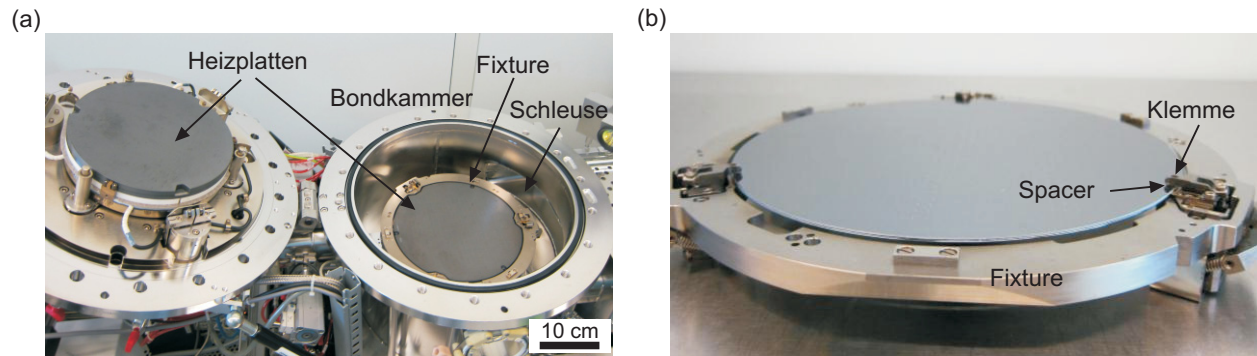 (a)
Heizplatten
Fixture
Bondkammer
Schleuse
10 cm
(b)
Klemme
Spacer
Fixture